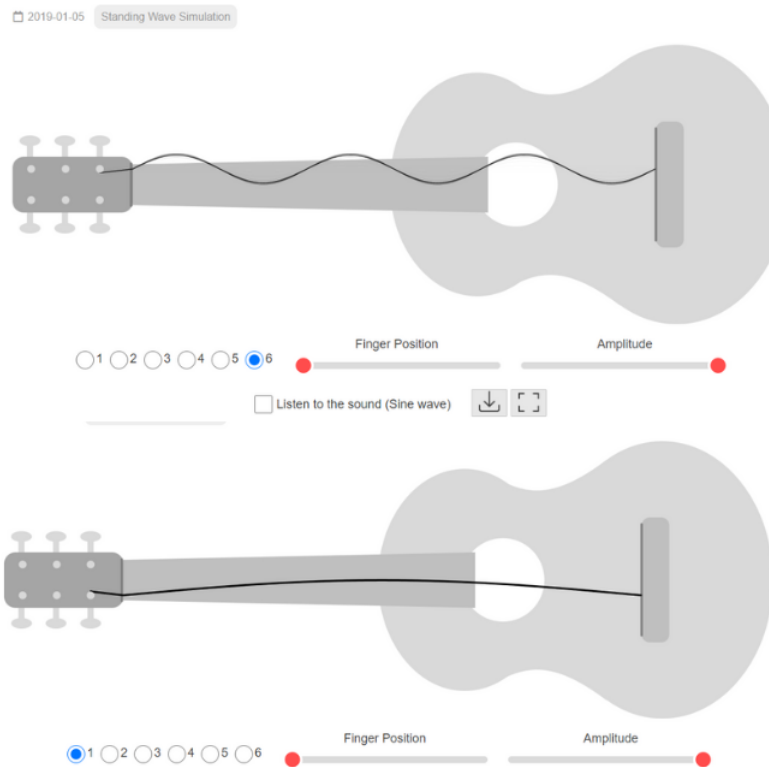 2019-01-05 Standing Wave Simulation
Finger Position Amplitude
1 2 3 4 5 6
Listen to the sound (Sine wave)
Finger Position Amplitude
1 2 3 4 5 6